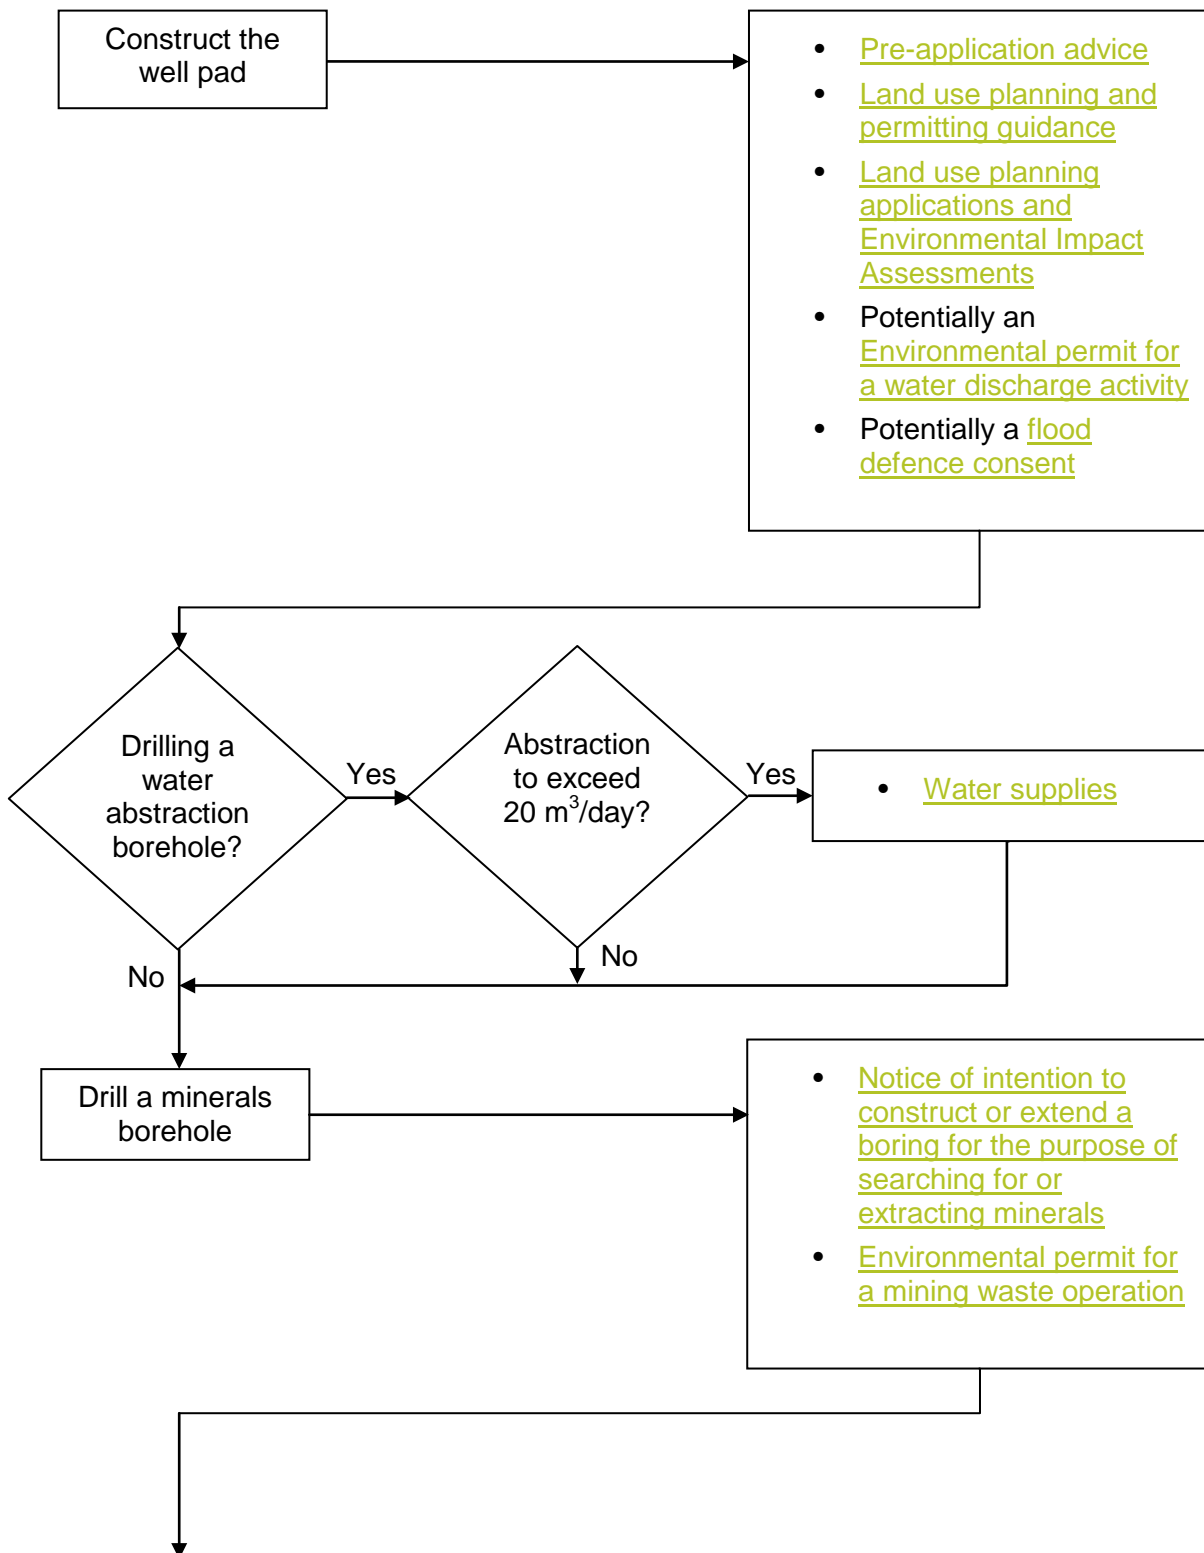 Construct the
well pad
• Pre-application advice
• Land use planning and
permitting guidance
• Land use planning
applications and
Environmental Impact
Assessments
• Potentially an
Environmental permit for
a water discharge activity
• Potentially a flood
defence consent
Drilling a
water
abstraction
borehole?
Yes
Abstraction
to exceed
20 m³/day?
Yes
• Water supplies
No
No
Drill a minerals
borehole
• Notice of intention to
construct or extend a
boring for the purpose of
searching for or
extracting minerals
• Environmental permit for
a mining waste operation